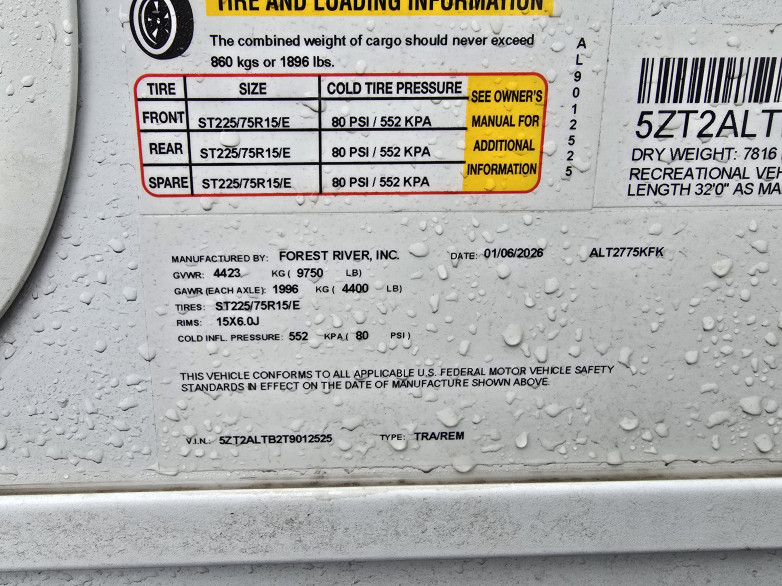 TIRE AND LOADING INFORMATION
The combined weight of cargo should never exceed
860 kgs or 1896 lbs.
TIRE SIZE COLD TIRE PRESSURE
FRONT ST225/75R15/E 80 PSI / 552 KPA
REAR ST225/75R15/E 80 PSI / 552 KPA
SPARE ST225/75R15/E 80 PSI / 552 KPA
SEE OWNER'S
MANUAL FOR
ADDITIONAL
INFORMATION
AL9012525
5ZT2ALT
DRY WEIGHT: 7816
RECREATIONAL VEH
LENGTH 32'0" AS MA
MANUFACTURED BY: FOREST RIVER, INC. DATE: 01/06/2026 ALT2775KFK
GVWR: 4423 KG ( 9750 LB)
GAWR (EACH AXLE): 1996 KG ( 4400 LB)
TIRES: ST225/75R15/E
RIMS: 15X6.0J
COLD INFL. PRESSURE: 552 KPA ( 80 PSI )
THIS VEHICLE CONFORMS TO ALL APPLICABLE U.S. FEDERAL MOTOR VEHICLE SAFETY
STANDARDS IN EFFECT ON THE DATE OF MANUFACTURE SHOWN ABOVE.
V.I.N.: 5ZT2ALTB2T9012525 TYPE: TRA/REM